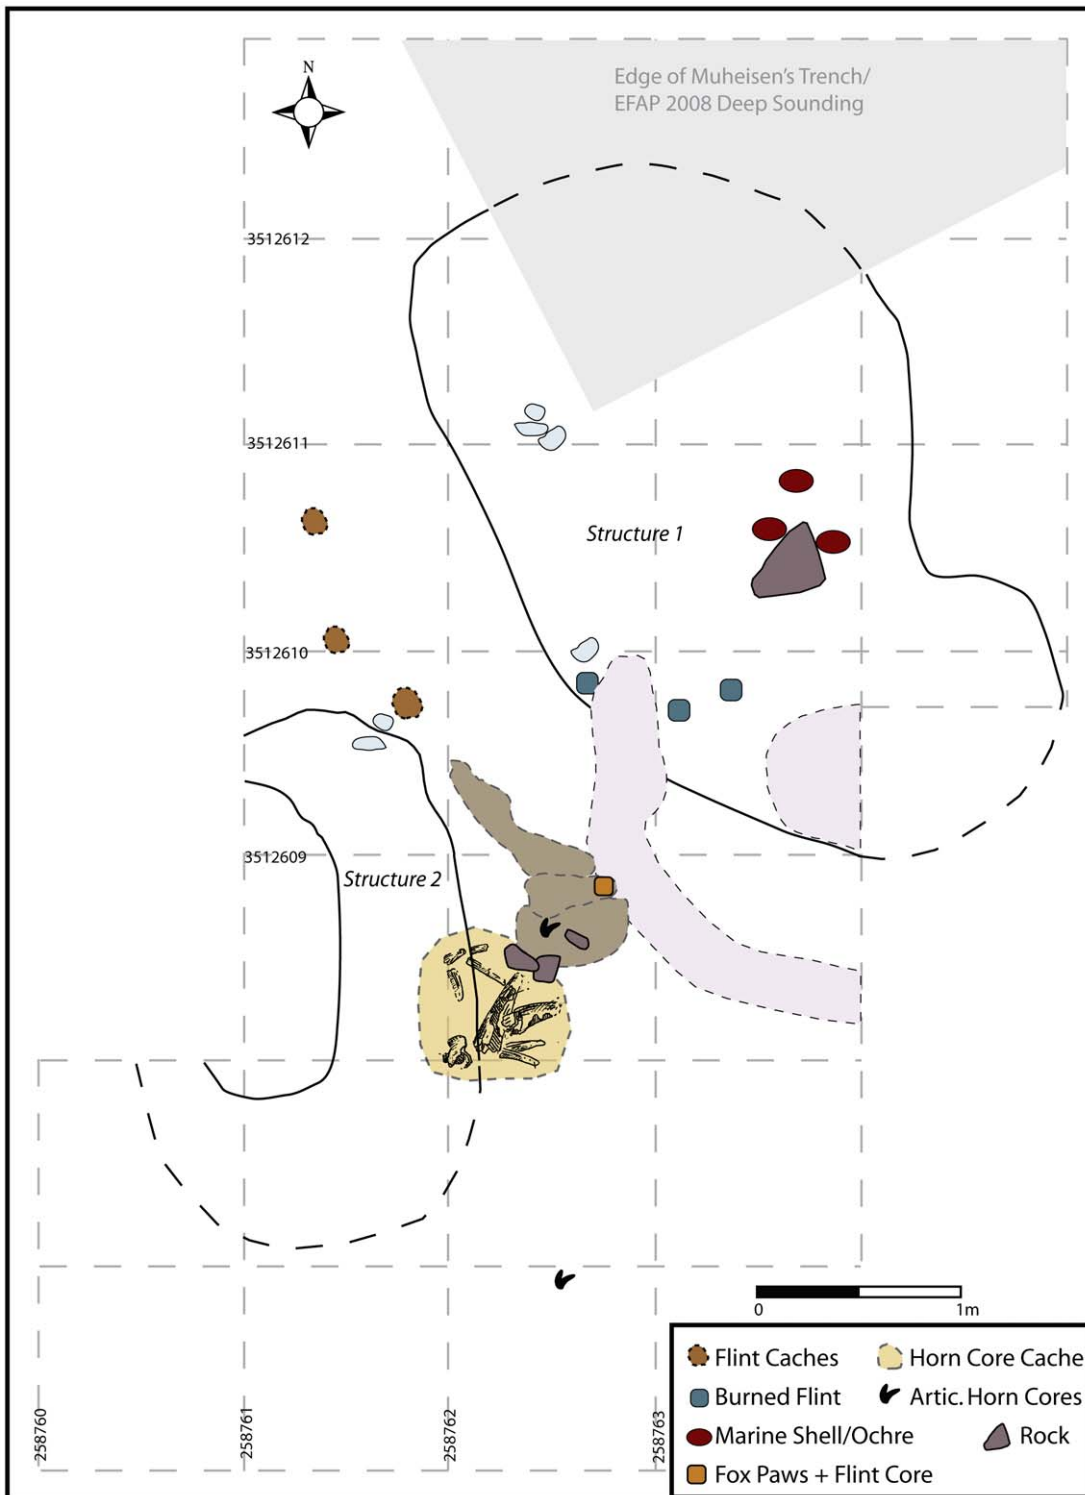 Edge of Muheisen's Trench/
EFAP 2008 Deep Sounding
N
3512612
3512611
Structure 1
3512610
3512609
Structure 2
0 1m
258760
258761
258762
258763
Flint Caches
Horn Core Cache
Burned Flint
Artic. Horn Cores
Marine Shell/Ochre
Rock
Fox Paws + Flint Core